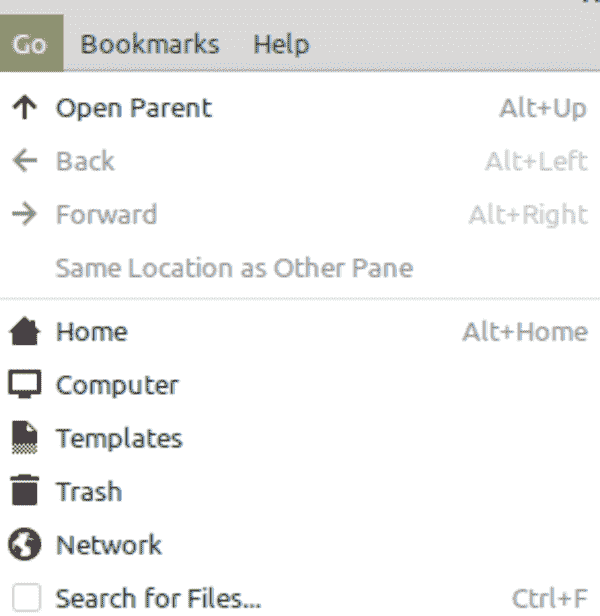 Go Bookmarks Help
Open Parent Alt+Up
Back Alt+Left
Forward Alt+Right
Same Location as Other Pane
Home Alt+Home
Computer
Templates
Trash
Network
Search for Files... Ctrl+F